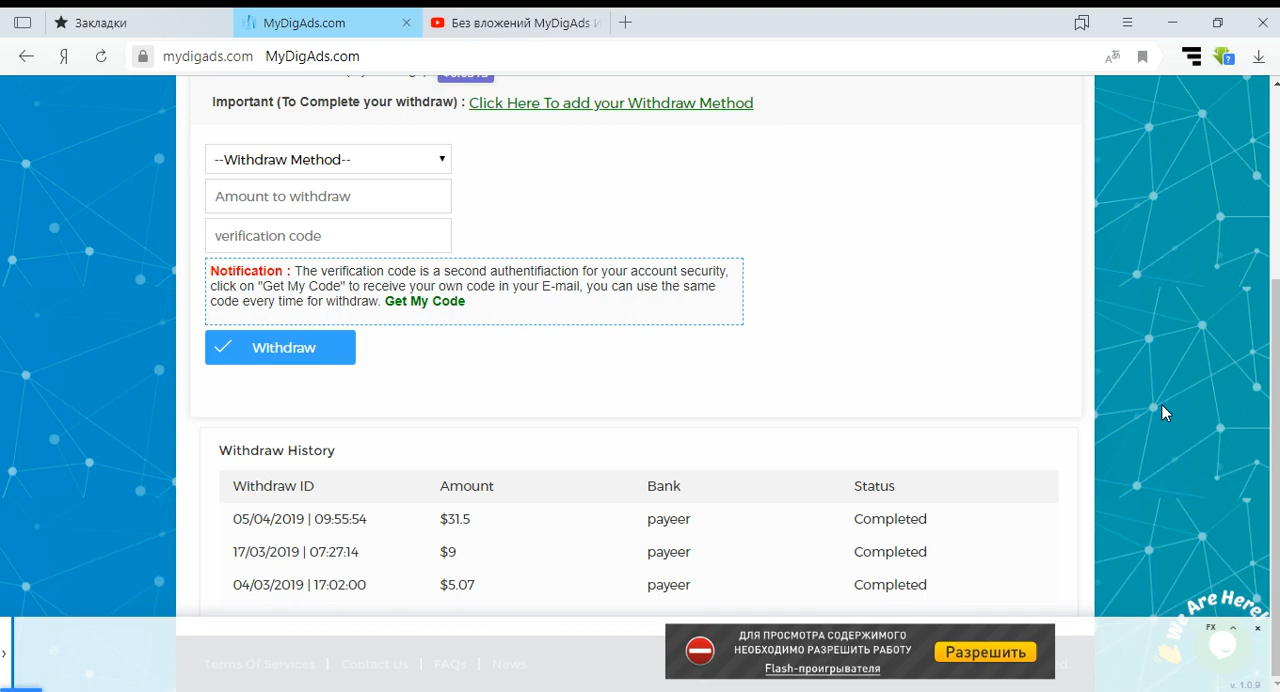 Закладки
MyDigAds.com
Без вложений MyDigAds И
mydigads.com MyDigAds.com
Important (To Complete your withdraw) : Click Here To add your Withdraw Method
--Withdraw Method--
Amount to withdraw
verification code
Notification : The verification code is a second authentifiaction for your account security,
click on "Get My Code" to receive your own code in your E-mail, you can use the same
code every time for withdraw. Get My Code
Withdraw
Withdraw History
Withdraw ID Amount Bank Status
05/04/2019 | 09:55:54 $31.5 payeer Completed
17/03/2019 | 07:27:14 $9 payeer Completed
04/03/2019 | 17:02:00 $5.07 payeer Completed
We Are Here!
FX
ДЛЯ ПРОСМОТРА СОДЕРЖИМОГО
НЕОБХОДИМО РАЗРЕШИТЬ РАБОТУ
Flash-проигрывателя
Разрешить
Terms Of Services | Contact Us | FAQs | News
v. 1.0.9